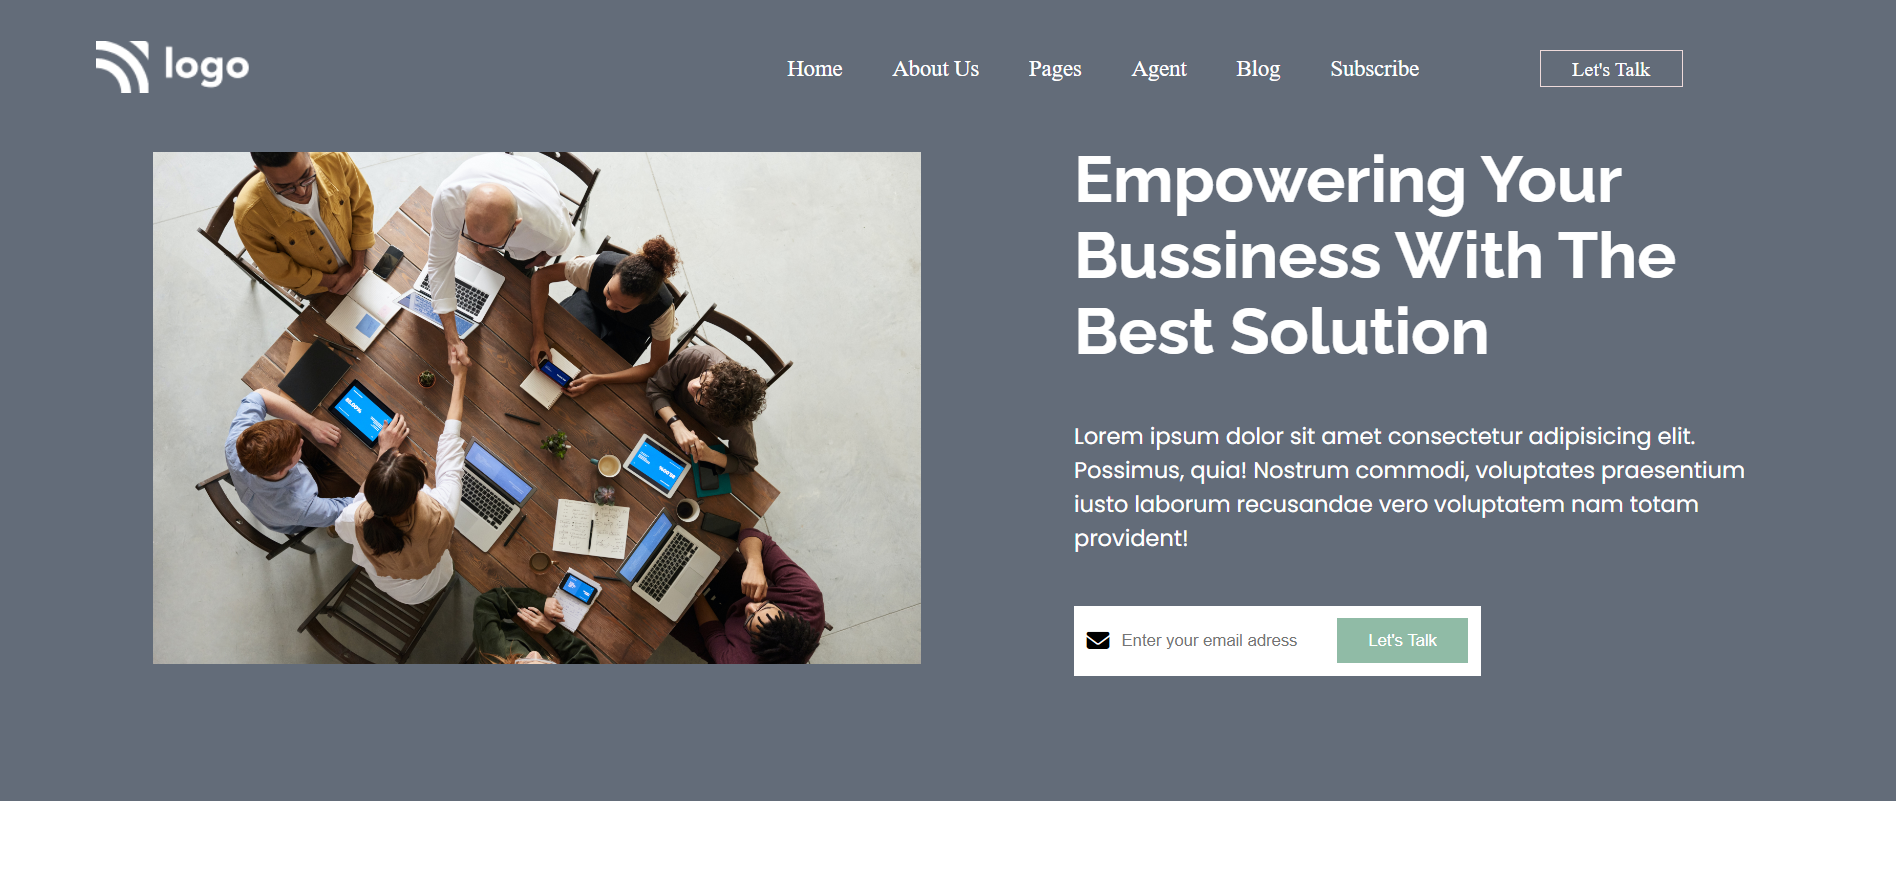 logo
Home About Us Pages Agent Blog Subscribe Let's Talk
Empowering Your
Bussiness With The
Best Solution
Lorem ipsum dolor sit amet consectetur adipisicing elit.
Possimus, quia! Nostrum commodi, voluptates praesentium
iusto laborum recusandae vero voluptatem nam totam
provident!
Enter your email adress Let's Talk